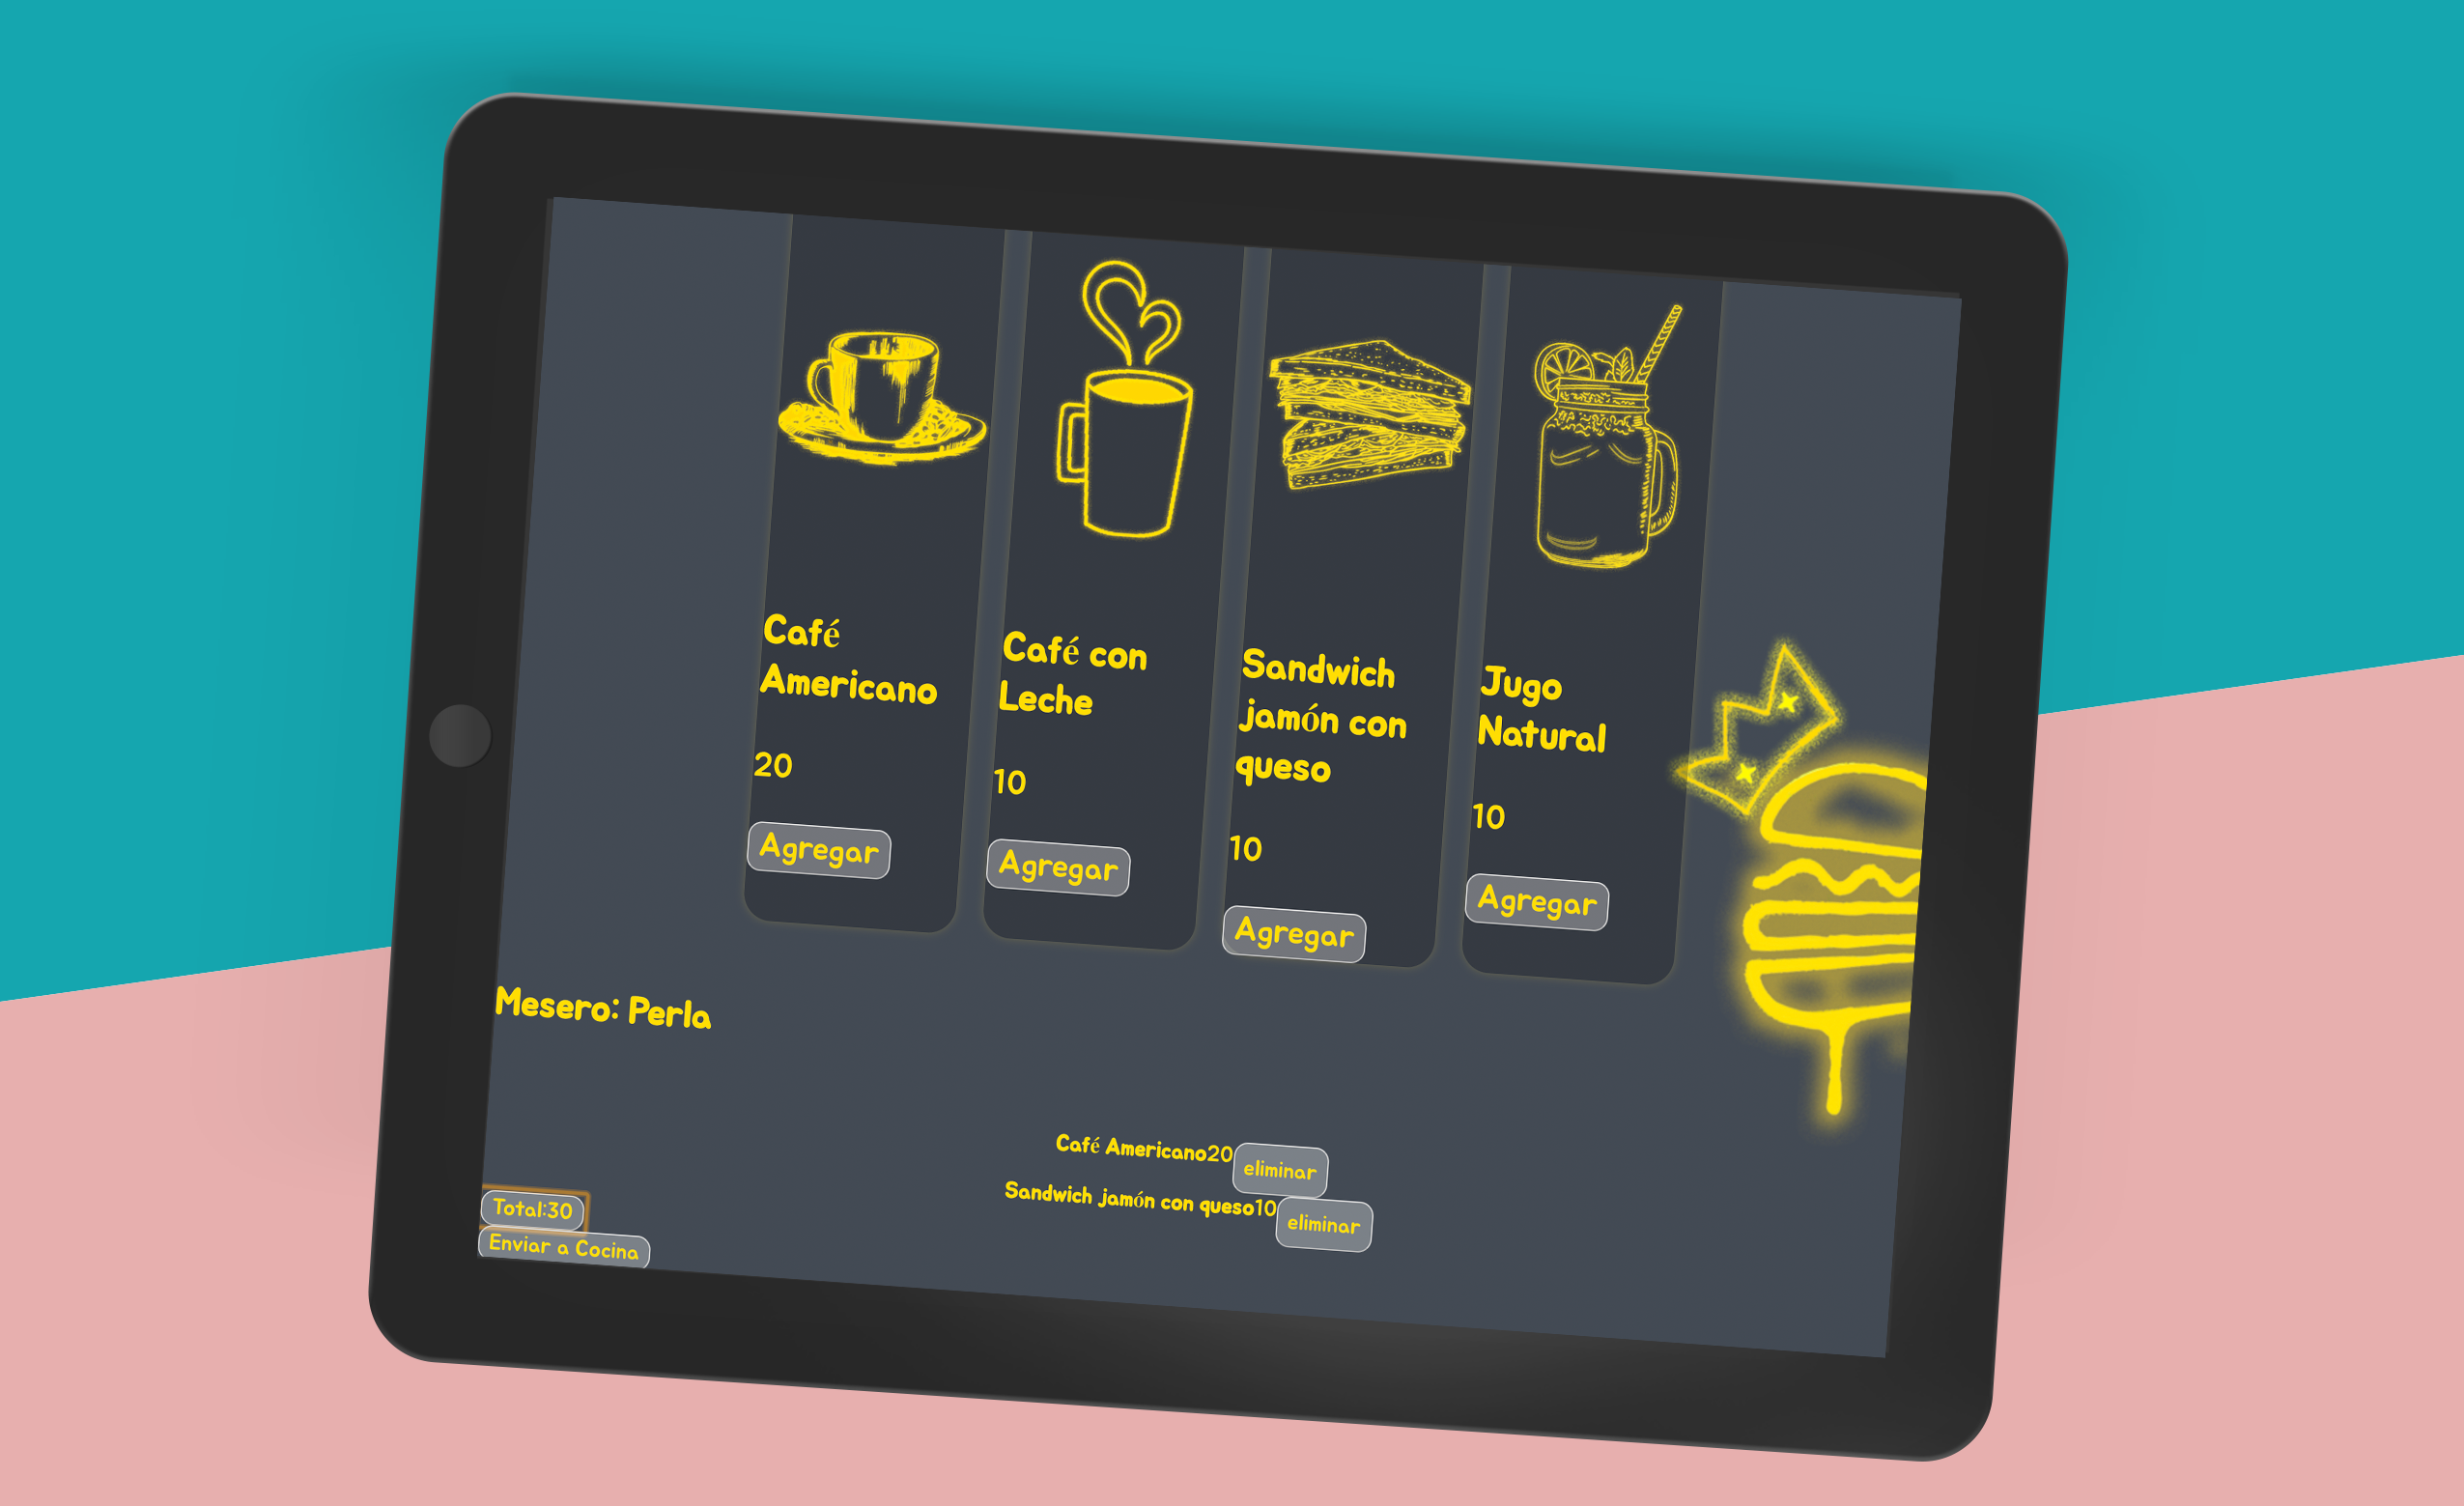 Café
Americano
20
Agregar
Café con
Leche
10
Agregar
Sandwich
jamón con
queso
10
Agregar
Jugo
Natural
10
Agregar
Mesero: Perla
Café Americano20 eliminar
Sandwich jamón con queso10 eliminar
Total:30
Enviar a Cocina